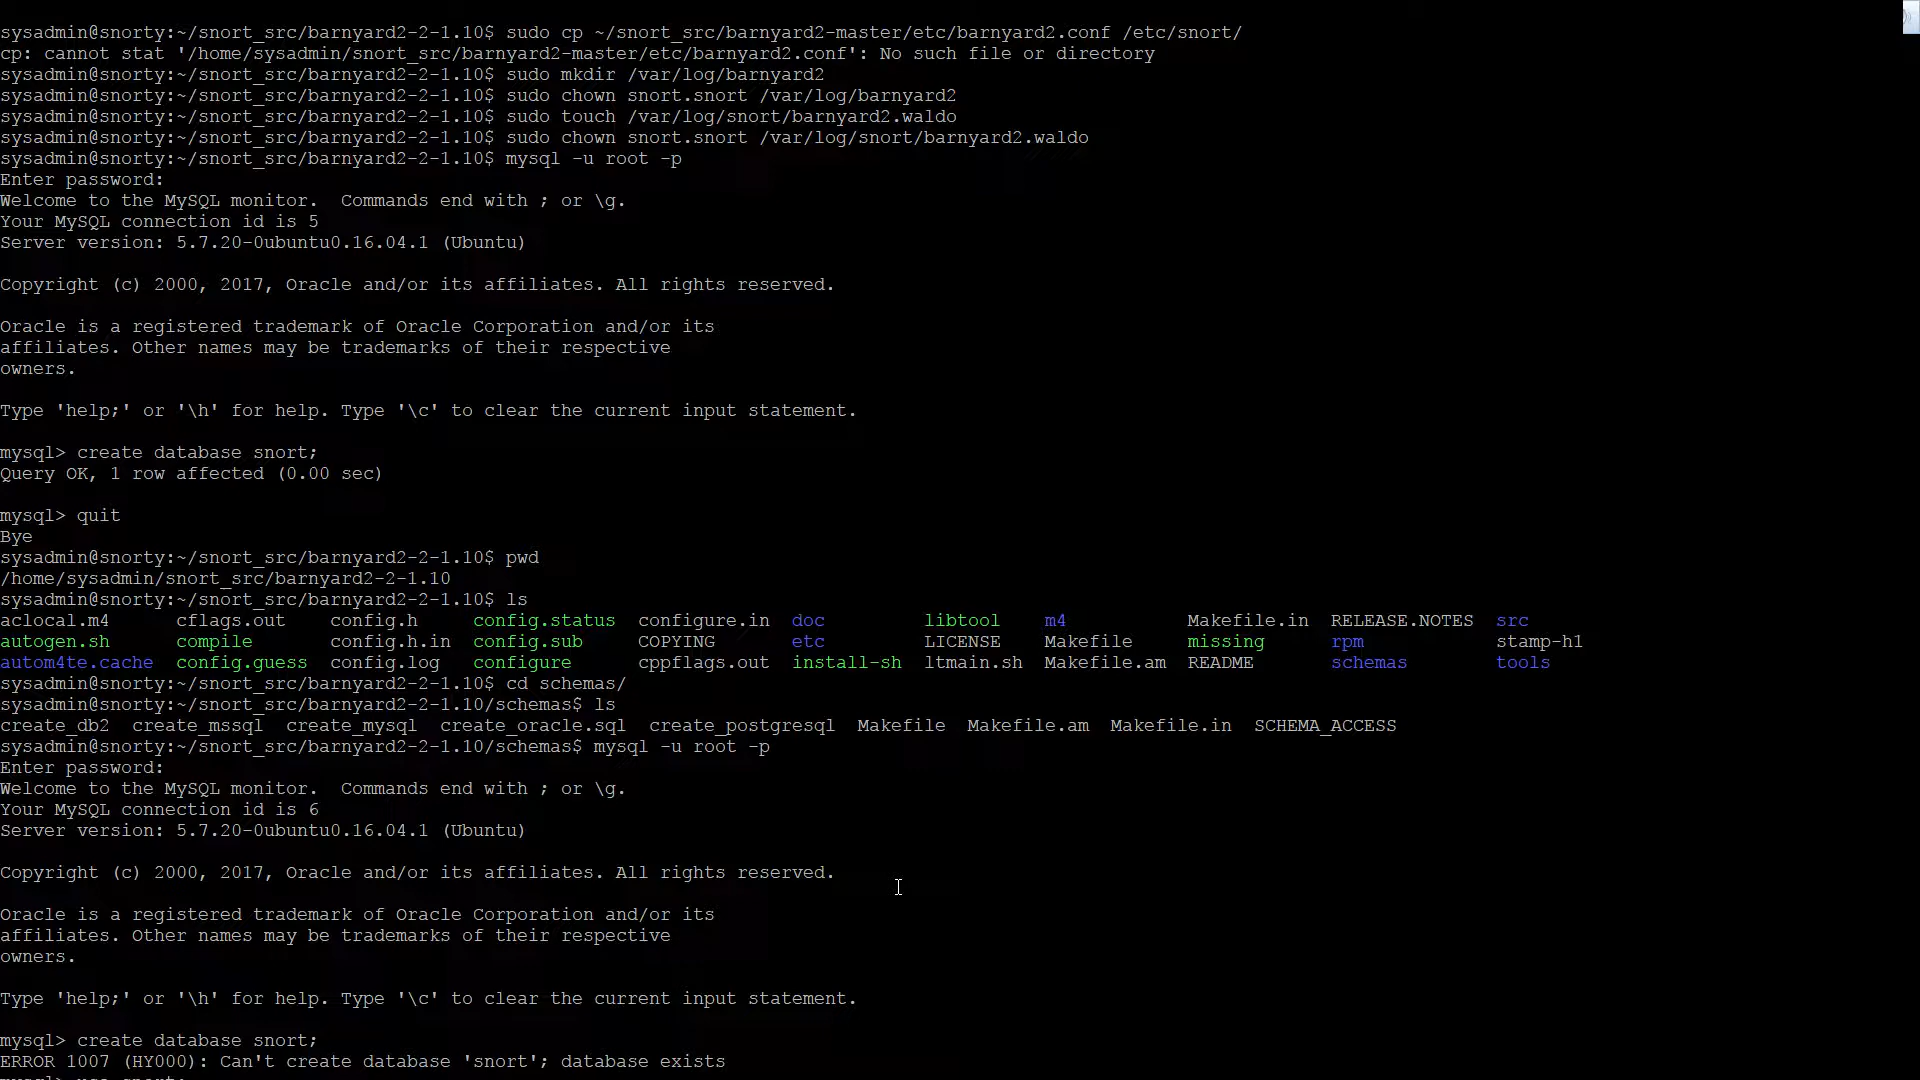 sysadmin@snorty:~/snort_src/barnyard2-2-1.10$ sudo cp ~/snort_src/barnyard2-master/etc/barnyard2.conf /etc/snort/
cp: cannot stat '/home/sysadmin/snort_src/barnyard2-master/etc/barnyard2.conf': No such file or directory
sysadmin@snorty:~/snort_src/barnyard2-2-1.10$ sudo mkdir /var/log/barnyard2
sysadmin@snorty:~/snort_src/barnyard2-2-1.10$ sudo chown snort.snort /var/log/barnyard2
sysadmin@snorty:~/snort_src/barnyard2-2-1.10$ sudo touch /var/log/snort/barnyard2.waldo
sysadmin@snorty:~/snort_src/barnyard2-2-1.10$ sudo chown snort.snort /var/log/snort/barnyard2.waldo
sysadmin@snorty:~/snort_src/barnyard2-2-1.10$ mysql -u root -p
Enter password:
Welcome to the MySQL monitor.  Commands end with ; or \g.
Your MySQL connection id is 5
Server version: 5.7.20-0ubuntu0.16.04.1 (Ubuntu)
Copyright (c) 2000, 2017, Oracle and/or its affiliates. All rights reserved.
Oracle is a registered trademark of Oracle Corporation and/or its
affiliates. Other names may be trademarks of their respective
owners.
Type 'help;' or '\h' for help. Type '\c' to clear the current input statement.
mysql> create database snort;
Query OK, 1 row affected (0.00 sec)
mysql> quit
Bye
sysadmin@snorty:~/snort_src/barnyard2-2-1.10$ pwd
/home/sysadmin/snort_src/barnyard2-2-1.10
sysadmin@snorty:~/snort_src/barnyard2-2-1.10$ ls
aclocal.m4      cflags.out    config.h      config.status  configure.in  doc         libtool    m4           Makefile.in  RELEASE.NOTES  src
autogen.sh      compile       config.h.in   config.sub     COPYING       etc         LICENSE    Makefile     missing      rpm            stamp-h1
autom4te.cache  config.guess  config.log    configure      cppflags.out  install-sh  ltmain.sh  Makefile.am  README       schemas        tools
sysadmin@snorty:~/snort_src/barnyard2-2-1.10$ cd schemas/
sysadmin@snorty:~/snort_src/barnyard2-2-1.10/schemas$ ls
create_db2  create_mssql  create_mysql  create_oracle.sql  create_postgresql  Makefile  Makefile.am  Makefile.in  SCHEMA_ACCESS
sysadmin@snorty:~/snort_src/barnyard2-2-1.10/schemas$ mysql -u root -p
Enter password:
Welcome to the MySQL monitor.  Commands end with ; or \g.
Your MySQL connection id is 6
Server version: 5.7.20-0ubuntu0.16.04.1 (Ubuntu)
Copyright (c) 2000, 2017, Oracle and/or its affiliates. All rights reserved.
Oracle is a registered trademark of Oracle Corporation and/or its
affiliates. Other names may be trademarks of their respective
owners.
Type 'help;' or '\h' for help. Type '\c' to clear the current input statement.
mysql> create database snort;
ERROR 1007 (HY000): Can't create database 'snort'; database exists